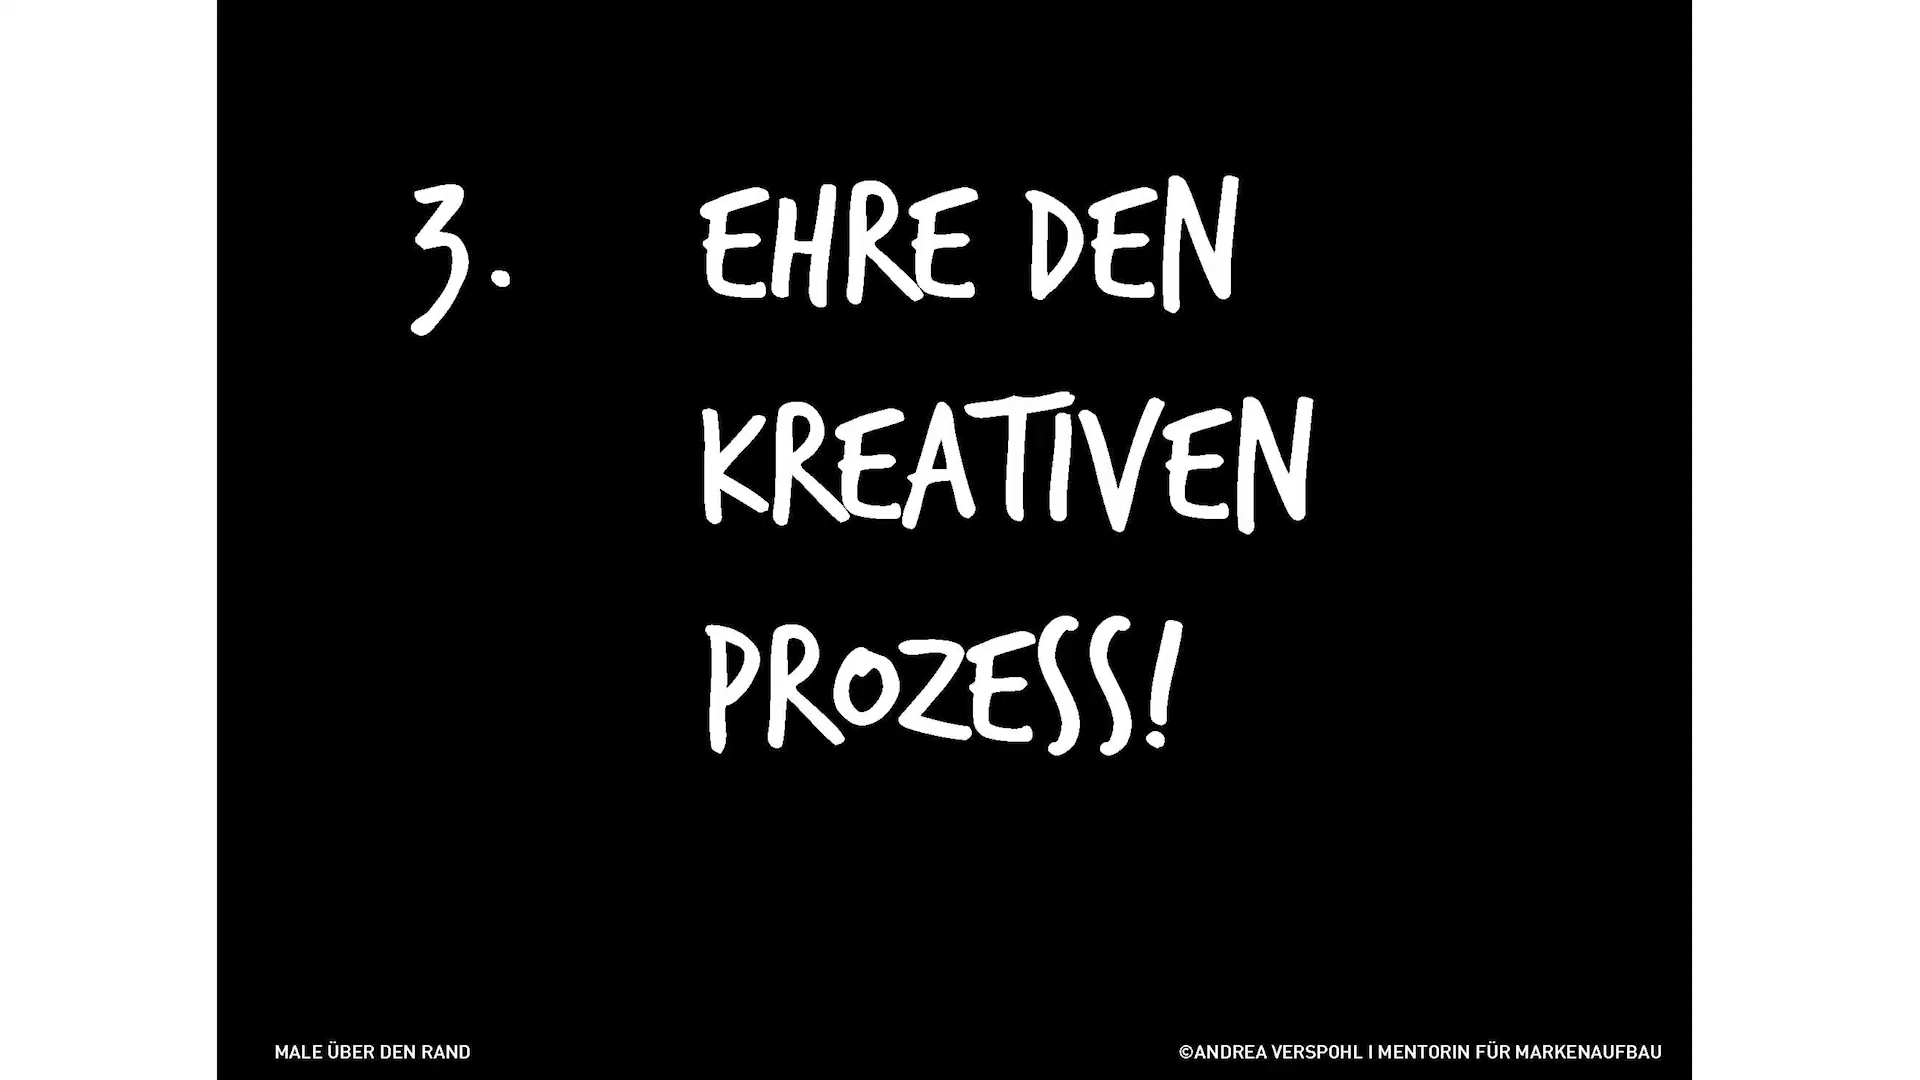 3. EHRE DEN
KREATIVEN
PROZESS!
MALE ÜBER DEN RAND
©ANDREA VERSPOHL I MENTORIN FÜR MARKENAUFBAU